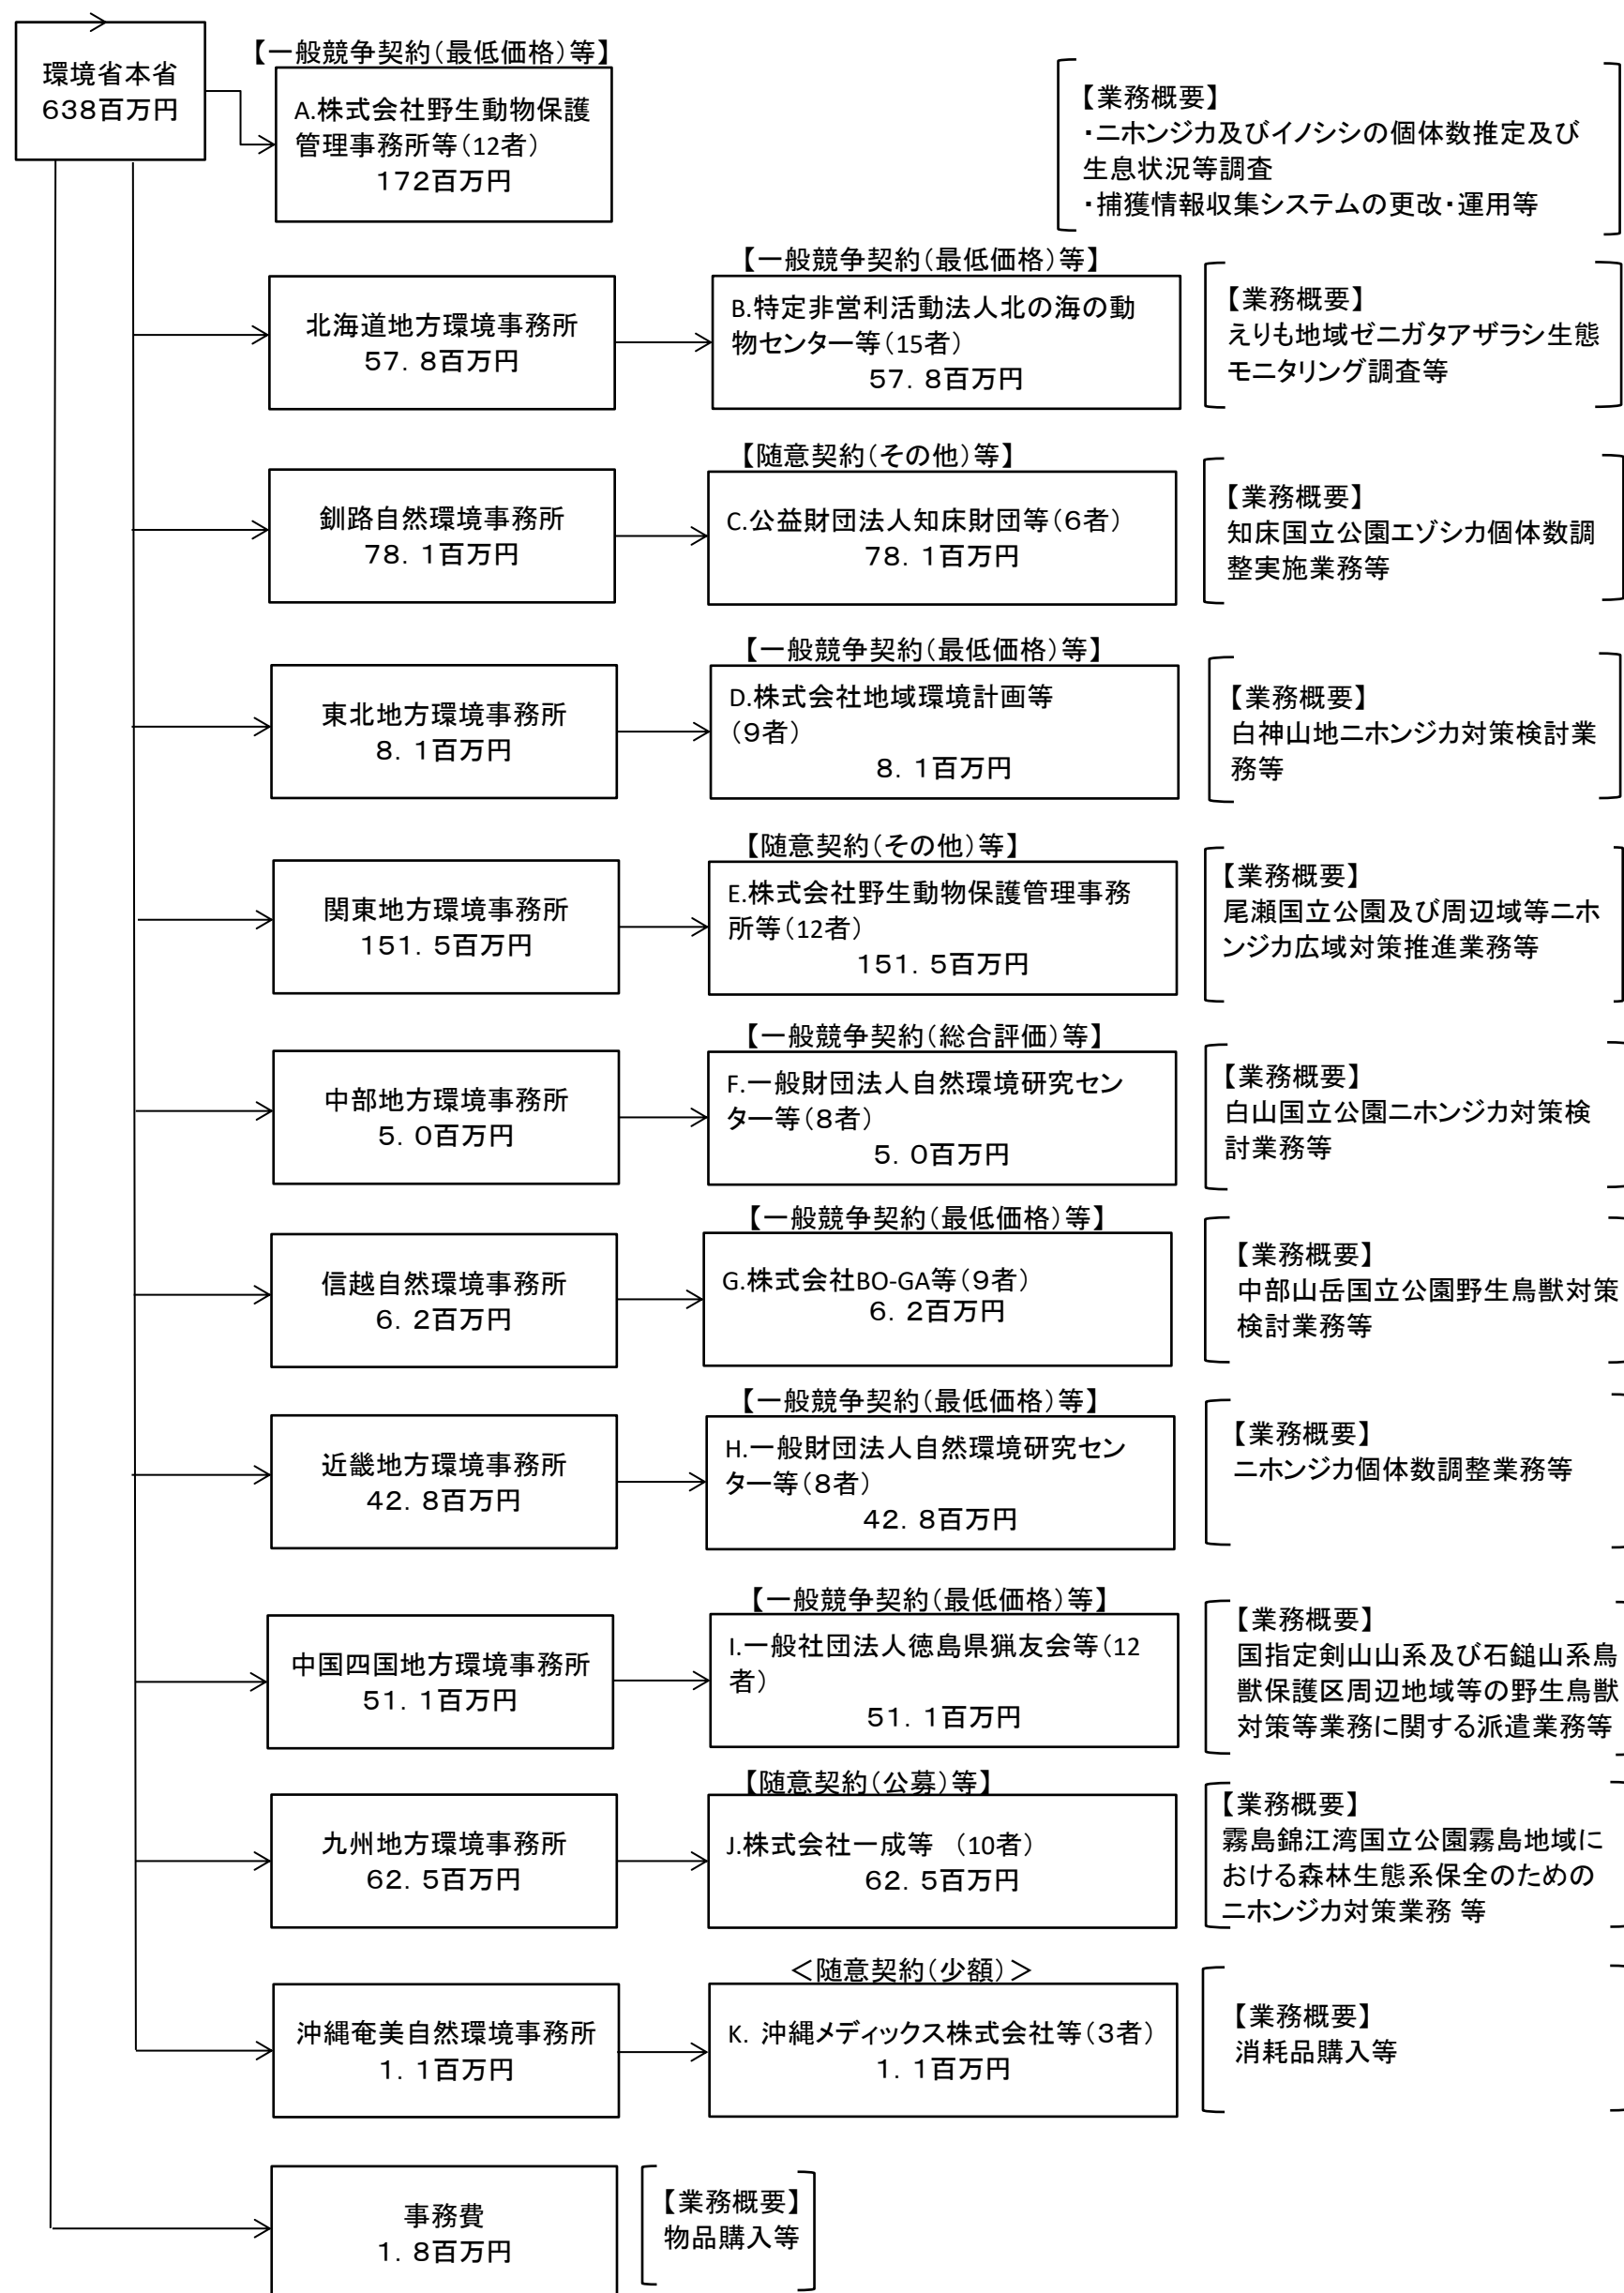 環境省本省
638百万円
【一般競争契約(最低価格)等】
A.株式会社野生動物保護
管理事務所等(12者)
172百万円
【業務概要】
・ニホンジカ及びイノシシの個体数推定及び
生息状況等調査
・捕獲情報収集システムの更改・運用等
北海道地方環境事務所
57．8百万円
【一般競争契約(最低価格)等】
B.特定非営利活動法人北の海の動
物センター等(15者)
57．8百万円
【業務概要】
えりも地域ゼニガタアザラシ生態
モニタリング調査等
釧路自然環境事務所
78．1百万円
【随意契約(その他)等】
C.公益財団法人知床財団等(6者)
78．1百万円
【業務概要】
知床国立公園エゾシカ個体数調
整実施業務等
東北地方環境事務所
8．1百万円
【一般競争契約(最低価格)等】
D.株式会社地域環境計画等
(9者)
8．1百万円
【業務概要】
白神山地ニホンジカ対策検討業
務等
関東地方環境事務所
151．5百万円
【随意契約(その他)等】
E.株式会社野生動物保護管理事務
所等(12者)
151．5百万円
【業務概要】
尾瀬国立公園及び周辺域等ニホ
ンジカ広域対策推進業務等
中部地方環境事務所
5．0百万円
【一般競争契約(総合評価)等】
F.一般財団法人自然環境研究セン
ター等(8者)
5．0百万円
【業務概要】
白山国立公園ニホンジカ対策検
討業務等
信越自然環境事務所
6．2百万円
【一般競争契約(最低価格)等】
G.株式会社BO-GA等(9者)
6．2百万円
【業務概要】
中部山岳国立公園野生鳥獣対策
検討業務等
近畿地方環境事務所
42．8百万円
【一般競争契約(最低価格)等】
H.一般財団法人自然環境研究セン
ター等(8者)
42．8百万円
【業務概要】
ニホンジカ個体数調整業務等
中国四国地方環境事務所
51．1百万円
【一般競争契約(最低価格)等】
I.一般社団法人徳島県猟友会等(12
者)
51．1百万円
【業務概要】
国指定剣山山系及び石鎚山系鳥
獣保護区周辺地域等の野生鳥獣
対策等業務に関する派遣業務等
九州地方環境事務所
62．5百万円
【随意契約(公募)等】
J.株式会社一成等　(10者)
62．5百万円
【業務概要】
霧島錦江湾国立公園霧島地域に
おける森林生態系保全のための
ニホンジカ対策業務 等
沖縄奄美自然環境事務所
1．1百万円
＜随意契約(少額)＞
K. 沖縄メディックス株式会社等(3者)
1．1百万円
【業務概要】
消耗品購入等
事務費
1．8百万円
【業務概要】
物品購入等